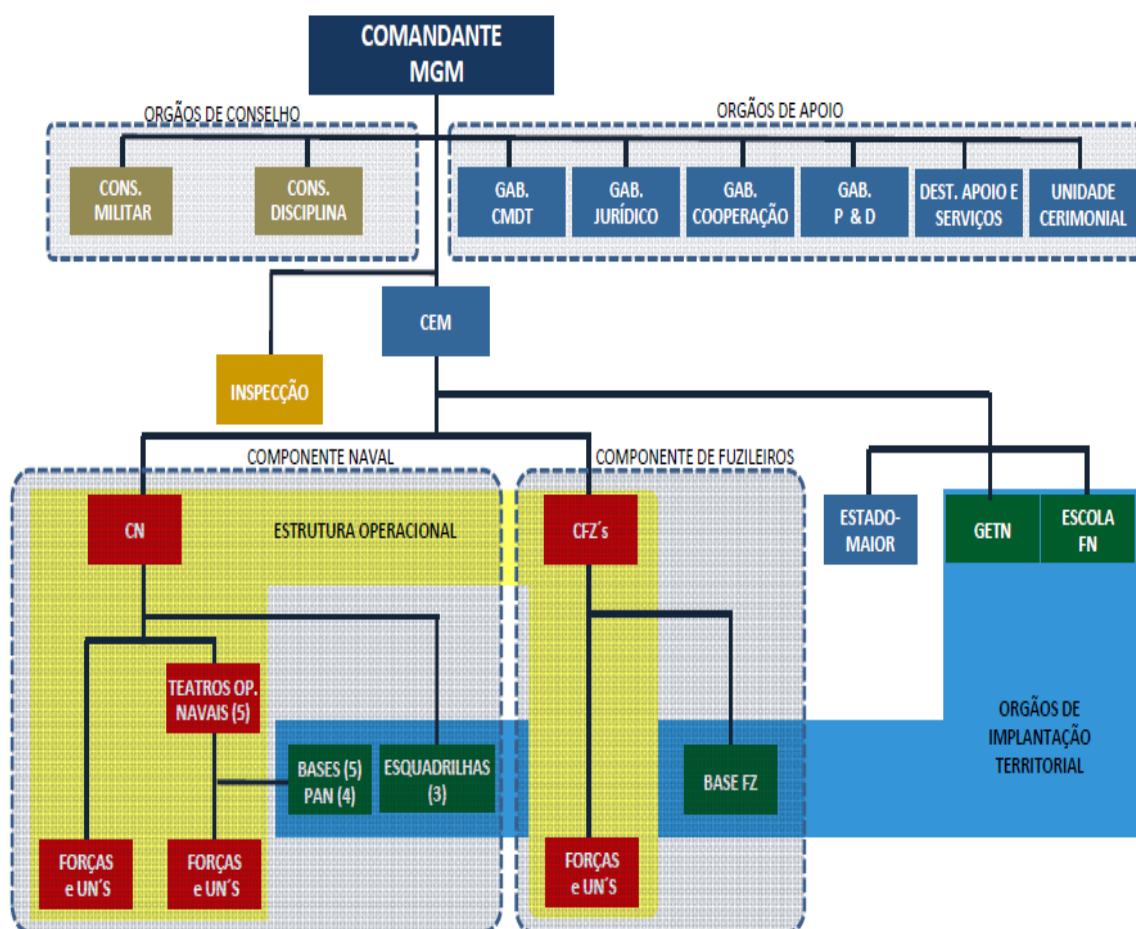 COMANDANTE
MGM
ORGÃOS DE CONSELHO
ORGÃOS DE APOIO
CONS.
MILITAR
CONS.
DISCIPLINA
GAB.
CMDT
GAB.
JURÍDICO
GAB.
COOPERAÇÃO
GAB.
P & D
DEST. APOIO E
SERVIÇOS
UNIDADE
CERIMONIAL
CEM
INSPECÇÃO
COMPONENTE NAVAL
COMPONENTE DE FUZILEIROS
CN
ESTRUTURA OPERACIONAL
CFZ´s
ESTADO-
MAIOR
GETN
ESCOLA
FN
TEATROS OP.
NAVAIS (5)
BASES (5)
PAN (4)
ESQUADRILHAS
(3)
BASE FZ
ORGÃOS DE
IMPLANTAÇÃO
TERRITORIAL
FORÇAS
e UN´S
FORÇAS
e UN´S
FORÇAS
e UN´S